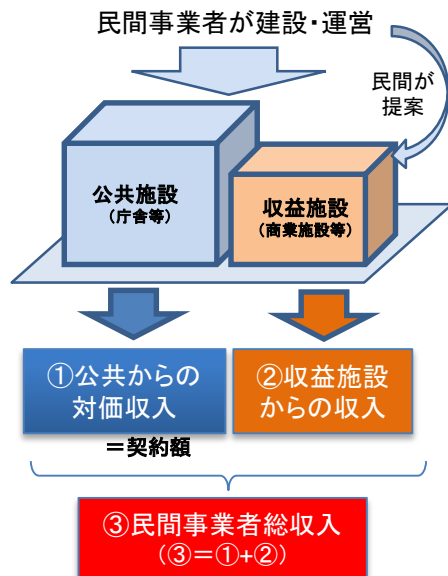 民間事業者が建設・運営
民間が
提案
公共施設
（庁舎等）
収益施設
（商業施設等）
①公共からの
対価収入
②収益施設
からの収入
＝契約額
③民間事業者総収入
（③＝①+②）